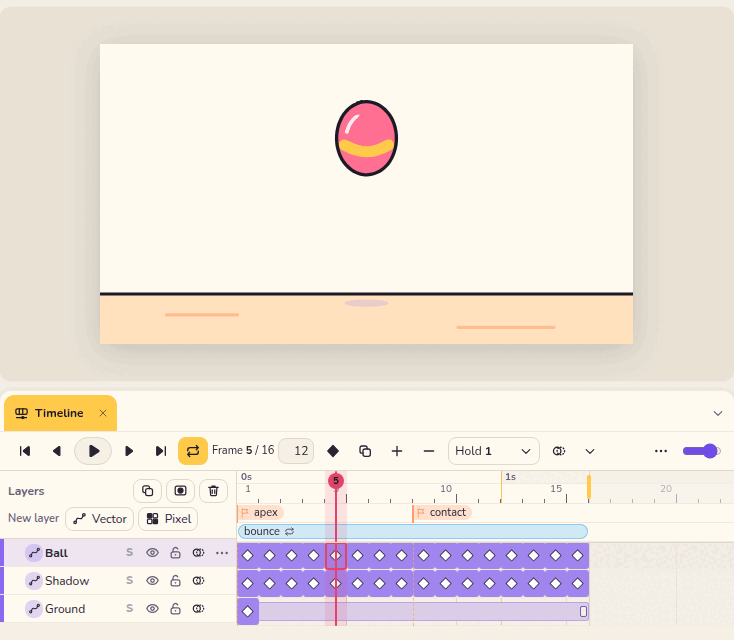 Timeline
Frame 5 / 16 12 Hold 1
0s 1s
Layers 1 5 10 15 20
New layer Vector Pixel apex contact
bounce
Ball S
Shadow S
Ground S